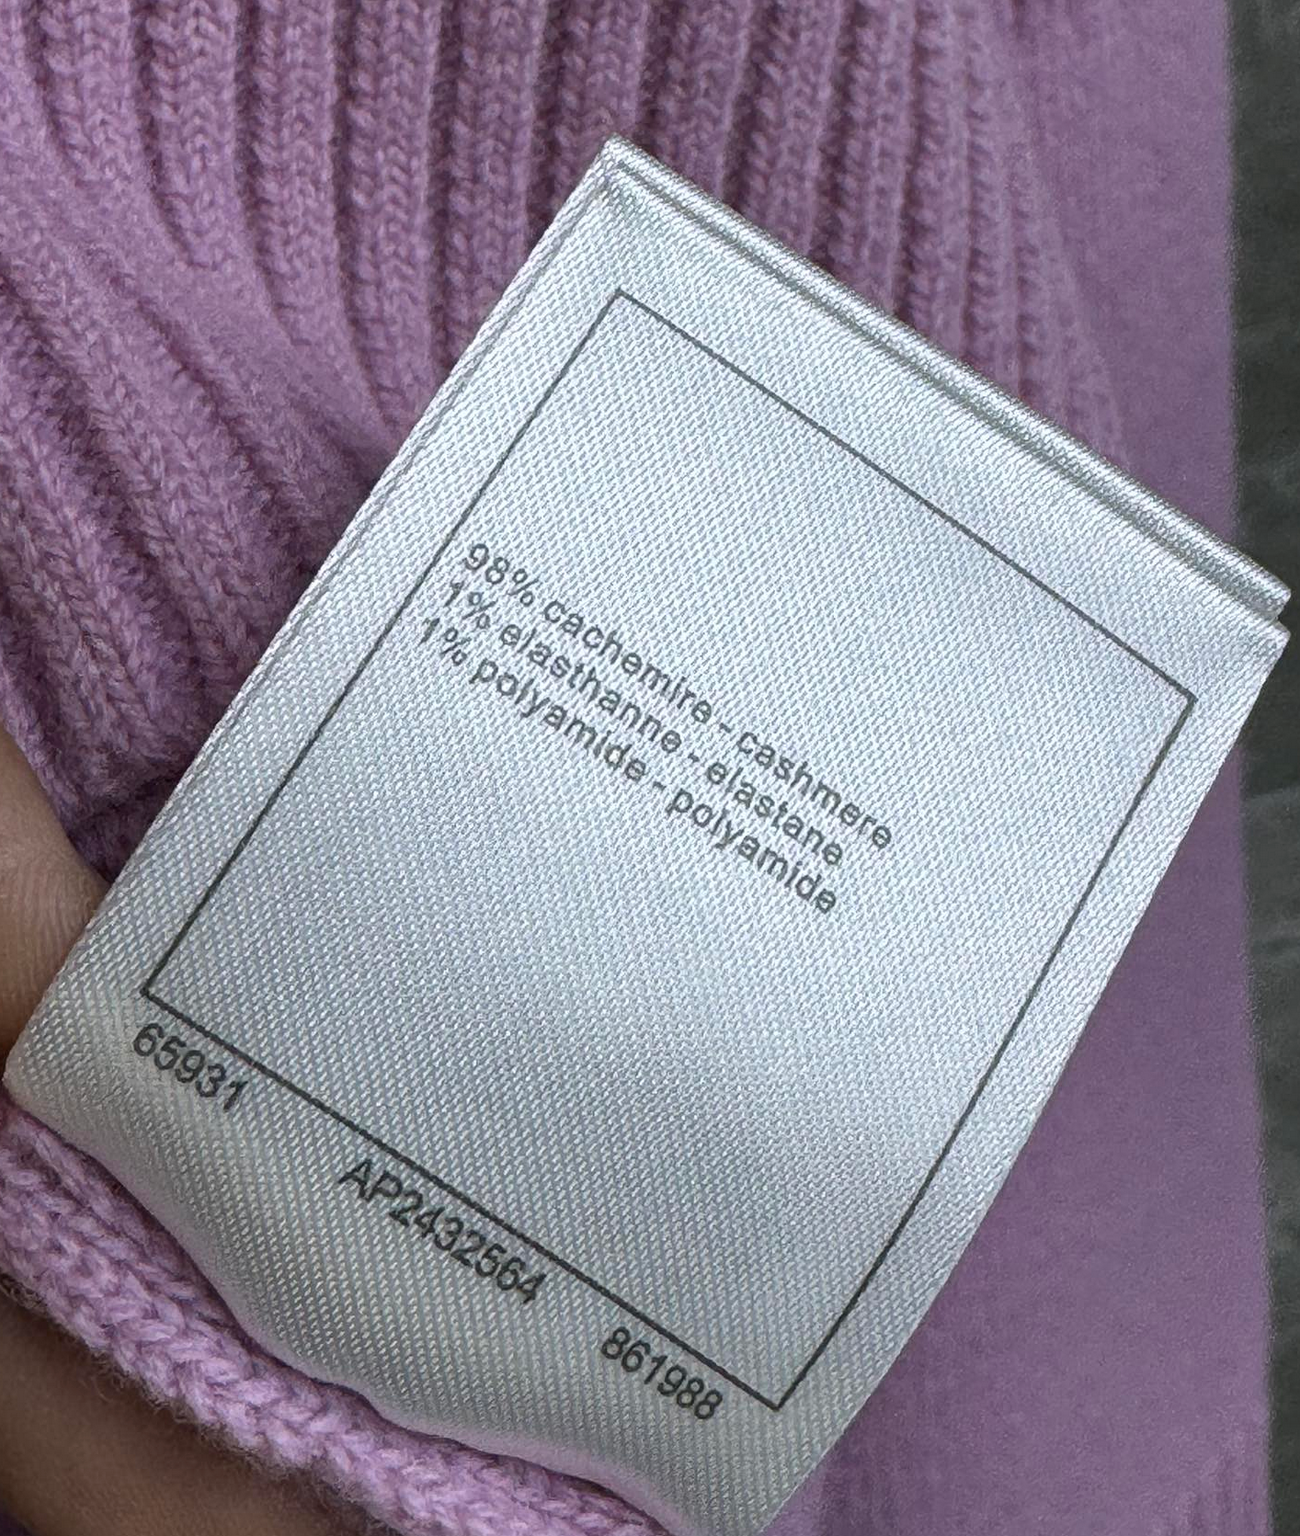 98% cachemire - cashmere
1% elasthanne - elastane
1% polyamide - polyamide
65931
AP2432564
861988